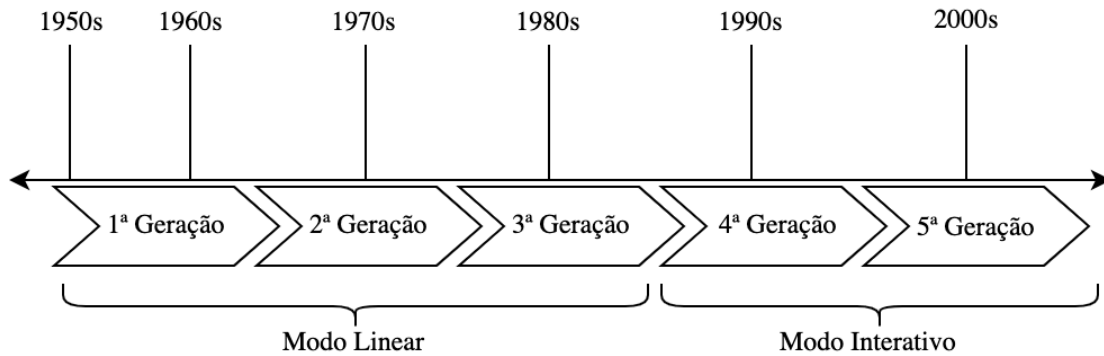 1950s 1960s 1970s 1980s 1990s 2000s
1ª Geração 2ª Geração 3ª Geração 4ª Geração 5ª Geração
Modo Linear Modo Interativo